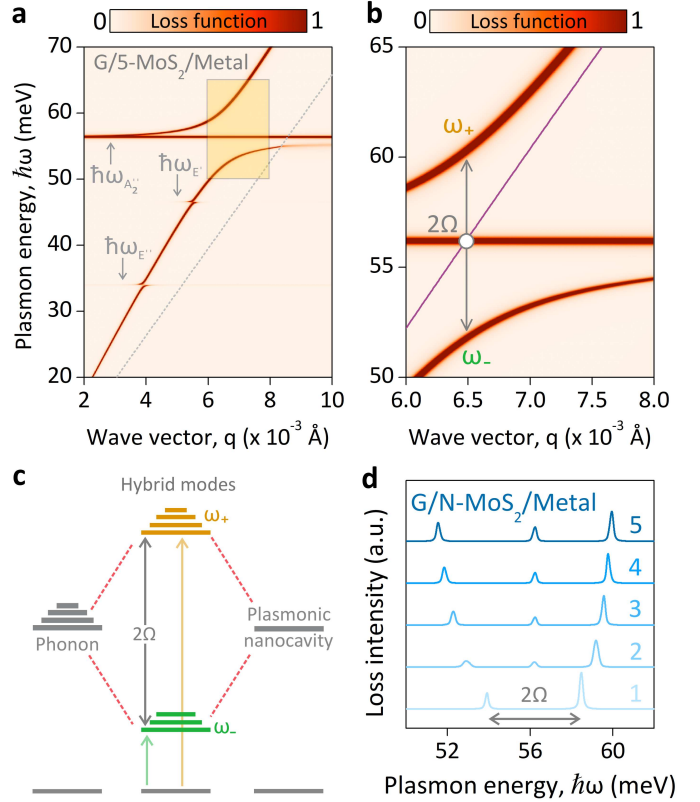 a
0 Loss function 1
G/5-MoS₂/Metal
ħω_A₂''
ħω_E'
ħω_E''
70
60
50
40
30
20
2 4 6 8 10
Plasmon energy, ħω (meV)
Wave vector, q (x 10⁻³ Å)
b
0 Loss function 1
ω₊
2Ω
ω₋
65
60
55
50
6.0 6.5 7.0 7.5 8.0
Wave vector, q (x 10⁻³ Å)
c
Hybrid modes
ω₊
Phonon
2Ω
Plasmonic
nanocavity
ω₋
d
G/N-MoS₂/Metal
5
4
3
2
1
2Ω
Loss intensity (a.u.)
52 56 60
Plasmon energy, ħω (meV)